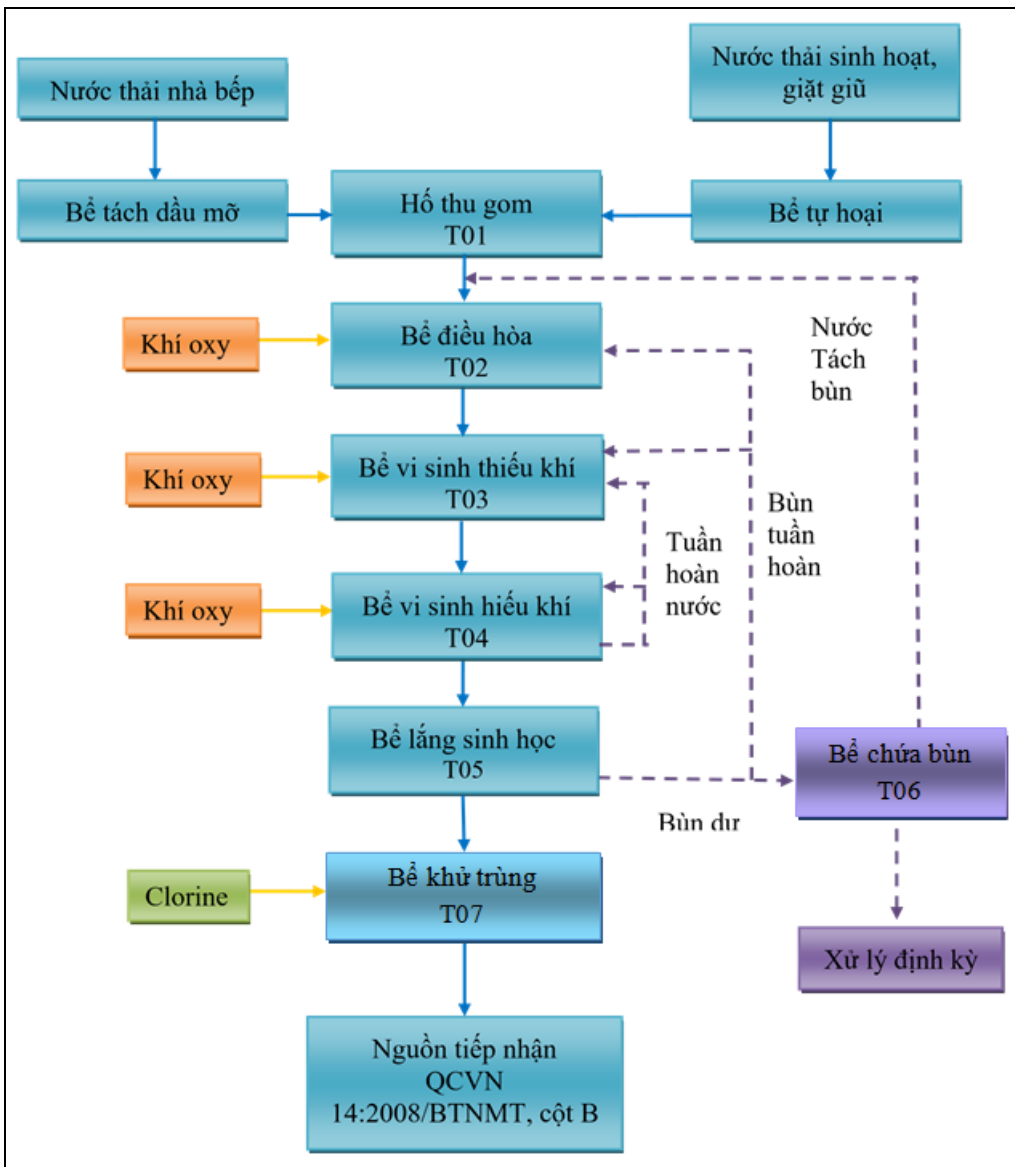 Nước thải nhà bếp
Nước thải sinh hoạt,
giặt giũ
Bể tách dầu mỡ
Hố thu gom
T01
Bể tự hoại
Khí oxy
Bể điều hòa
T02
Nước
Tách
bùn
Khí oxy
Bể vi sinh thiếu khí
T03
Bùn
tuần
hoàn
Tuần
hoàn
nước
Khí oxy
Bể vi sinh hiếu khí
T04
Bể lắng sinh học
T05
Bể chứa bùn
T06
Bùn dư
Clorine
Bể khử trùng
T07
Xử lý định kỳ
Nguồn tiếp nhận
QCVN
14:2008/BTNMT, cột B